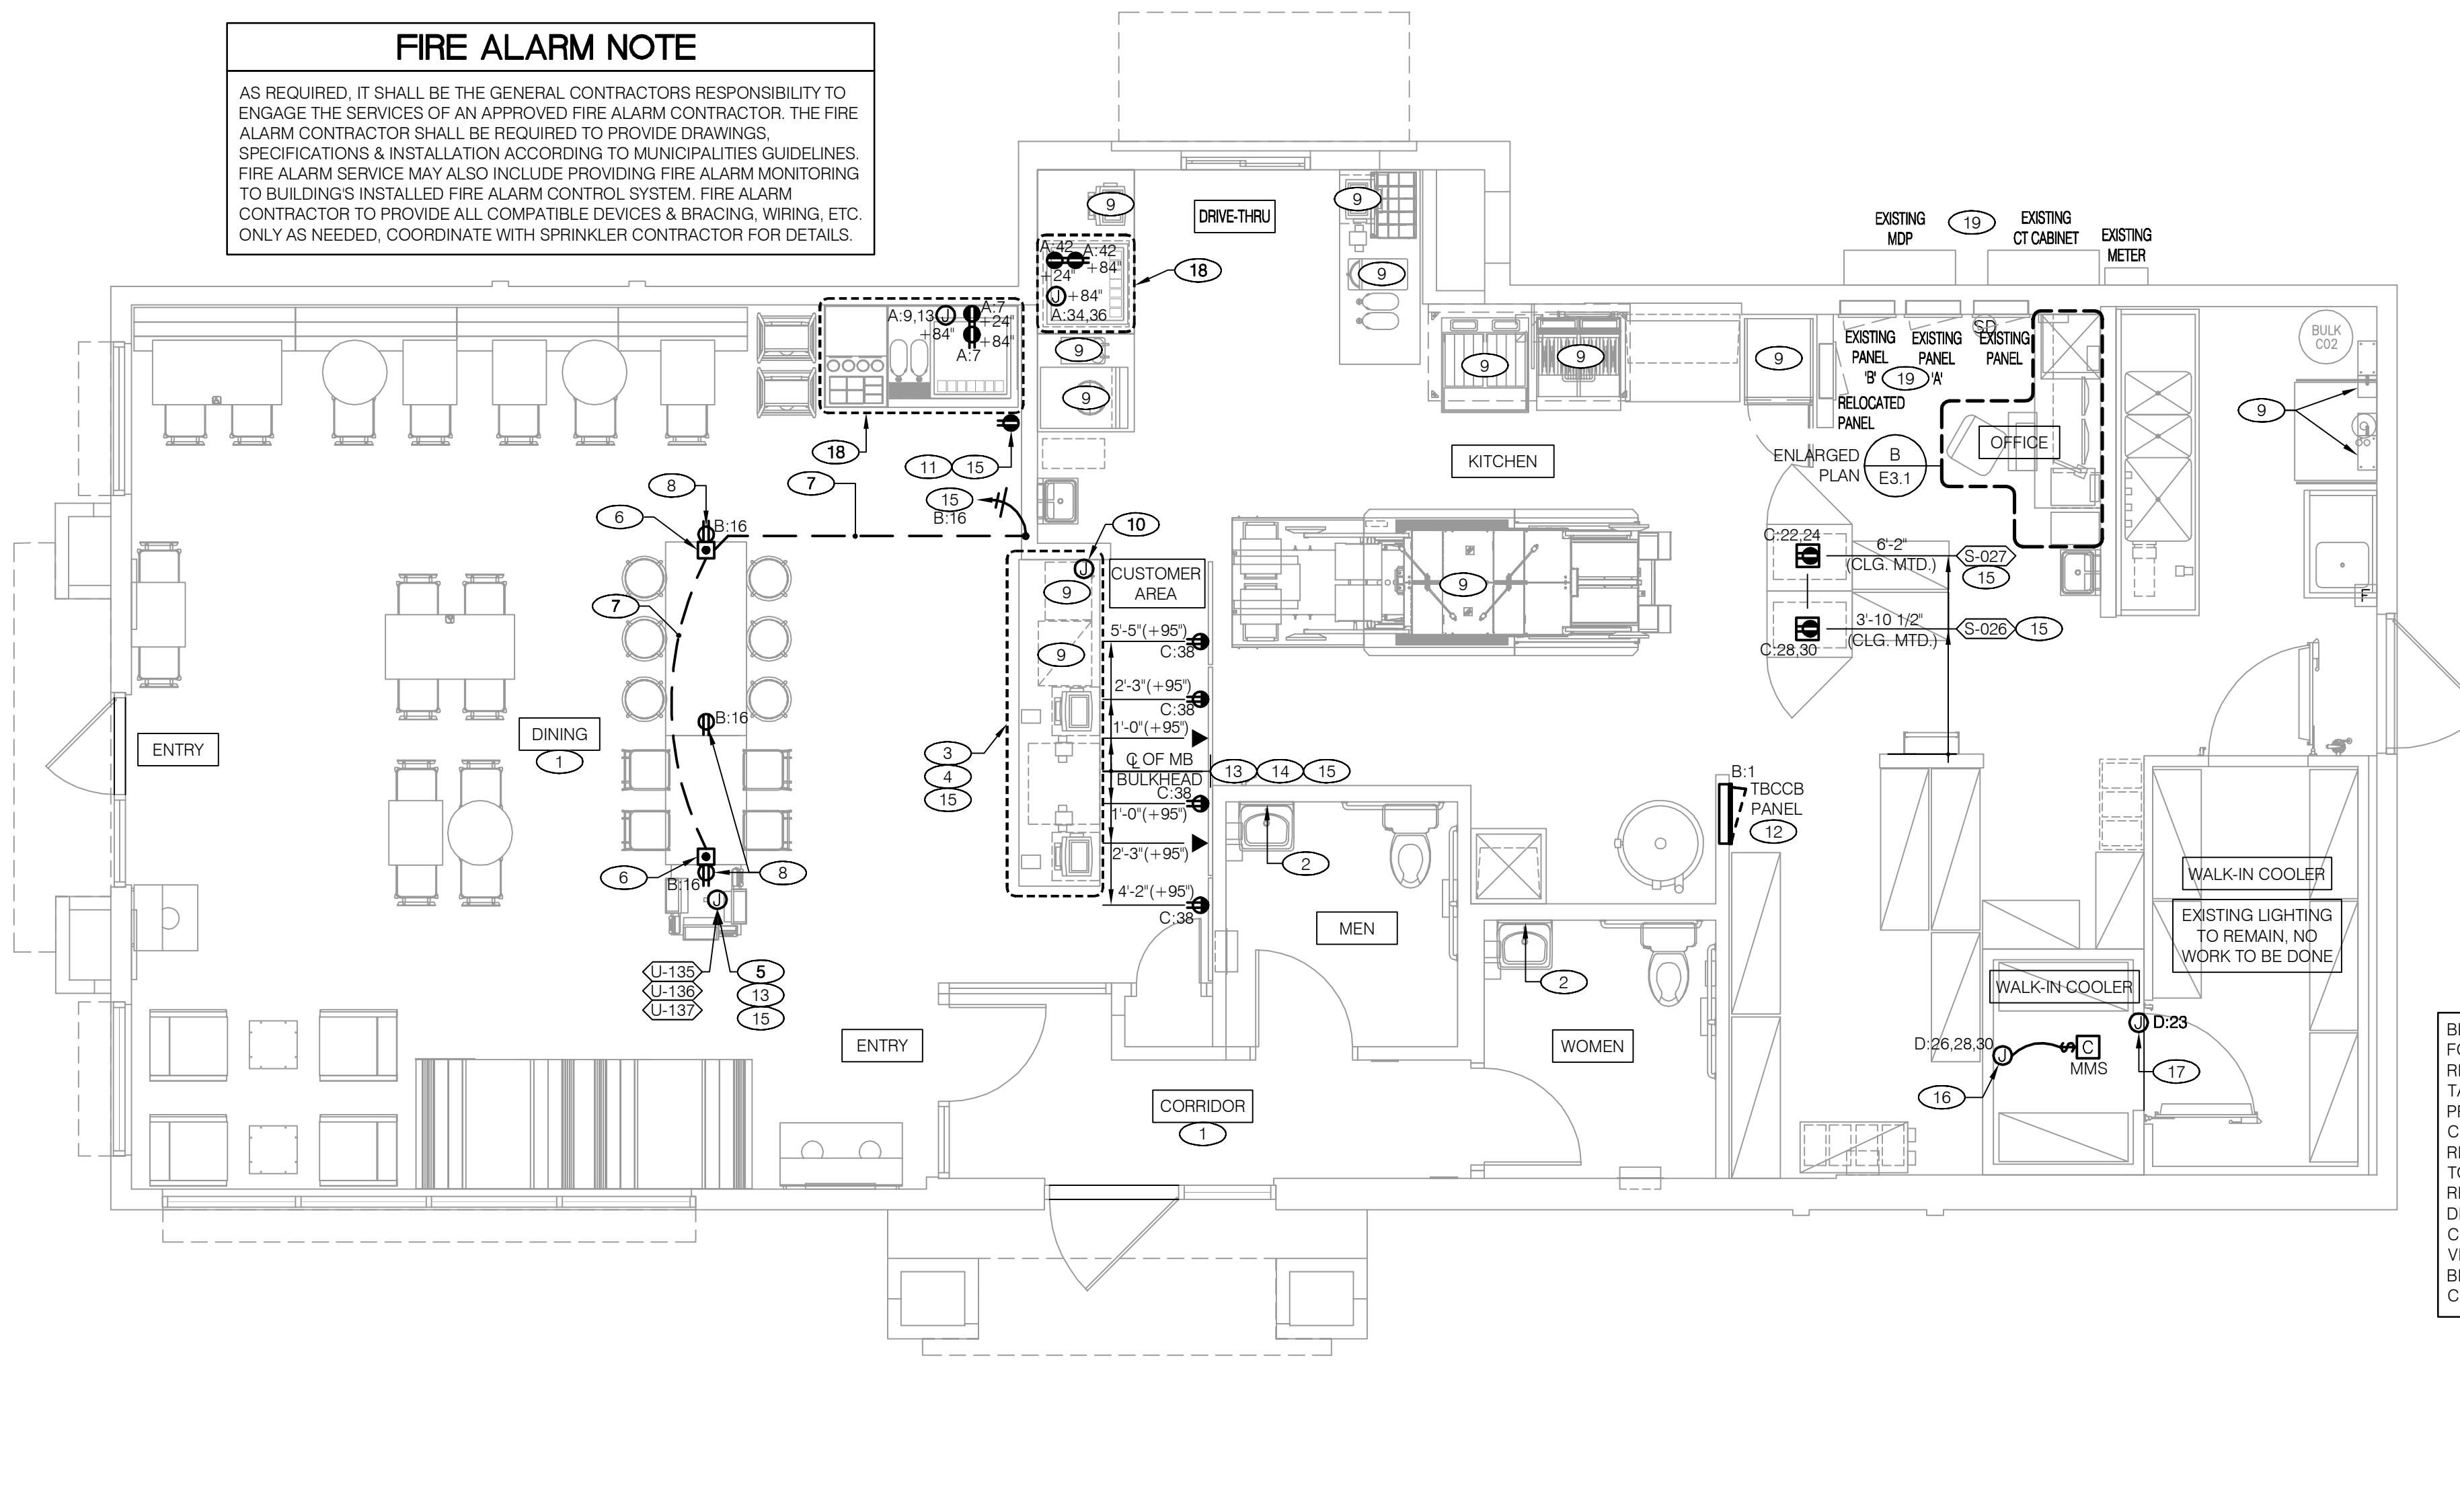 FIRE ALARM NOTE
AS REQUIRED, IT SHALL BE THE GENERAL CONTRACTORS RESPONSIBILITY TO
ENGAGE THE SERVICES OF AN APPROVED FIRE ALARM CONTRACTOR. THE FIRE
ALARM CONTRACTOR SHALL BE REQUIRED TO PROVIDE DRAWINGS,
SPECIFICATIONS & INSTALLATION ACCORDING TO MUNICIPALITIES GUIDELINES.
FIRE ALARM SERVICE MAY ALSO INCLUDE PROVIDING FIRE ALARM MONITORING
TO BUILDING'S INSTALLED FIRE ALARM CONTROL SYSTEM. FIRE ALARM
CONTRACTOR TO PROVIDE ALL COMPATIBLE DEVICES & BRACING, WIRING, ETC.
ONLY AS NEEDED, COORDINATE WITH SPRINKLER CONTRACTOR FOR DETAILS.
9
DRIVE-THRU
9
A:42
A:42
+84"
+24"
J +84"
A:34,36
18
9
9
9
EXISTING
MDP
19
EXISTING
CT CABINET
EXISTING
METER
A:9,13 J
+84"
A:7
+24"
+84"
A:7
18
11
15
15
B:16
9
9
9
KITCHEN
SD
EXISTING
PANEL
'B'
EXISTING
PANEL
'A'
EXISTING
PANEL
19
RELOCATED
PANEL
BULK
CO2
9
ENLARGED
PLAN
B
E3.1
OFFICE
8
7
6
B:16
7
10
J
9
CUSTOMER
AREA
9
9
C:22,24
6'-2"
(CLG. MTD.)
S-027
15
3'-10 1/2"
(CLG. MTD.)
S-026
15
C:28,30
F
5'-5"(+95")
C:38
2'-3"(+95")
C:38
1'-0"(+95")
℄ OF MB
BULKHEAD
13
14
15
C:38
1'-0"(+95")
2'-3"(+95")
4'-2"(+95")
C:38
ENTRY
DINING
1
B:16
3
4
15
6
B:16
8
J
U-135
U-136
U-137
5
13
15
2
MEN
B:1
TBCCB
PANEL
12
2
WOMEN
WALK-IN COOLER
EXISTING LIGHTING
TO REMAIN, NO
WORK TO BE DONE
WALK-IN COOLER
J D:23
D:26,28,30
J
C
MMS
16
17
ENTRY
CORRIDOR
1